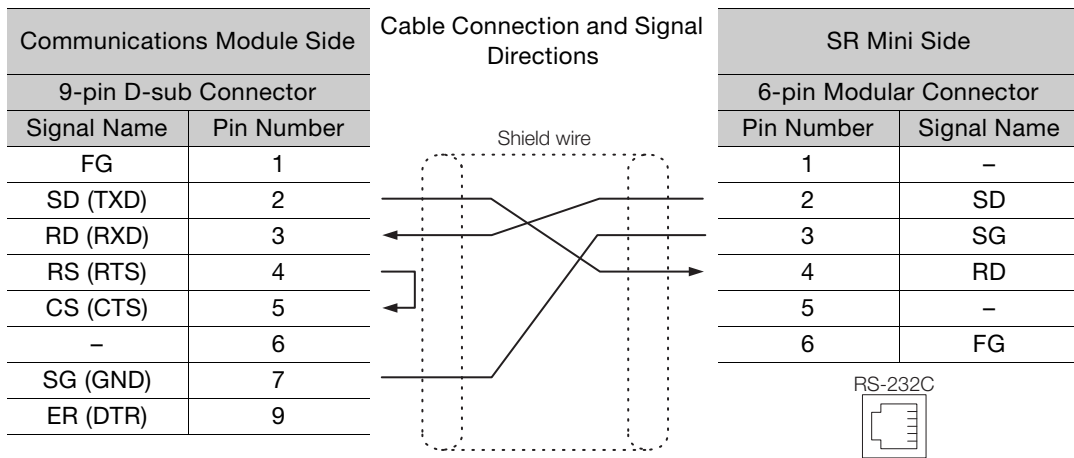 Communications Module Side
Cable Connection and Signal
Directions
SR Mini Side
9-pin D-sub Connector
6-pin Modular Connector
Signal Name Pin Number
Pin Number Signal Name
Shield wire
FG 1
1 –
SD (TXD) 2
2 SD
RD (RXD) 3
3 SG
RS (RTS) 4
4 RD
CS (CTS) 5
5 –
– 6
6 FG
SG (GND) 7
RS-232C
ER (DTR) 9